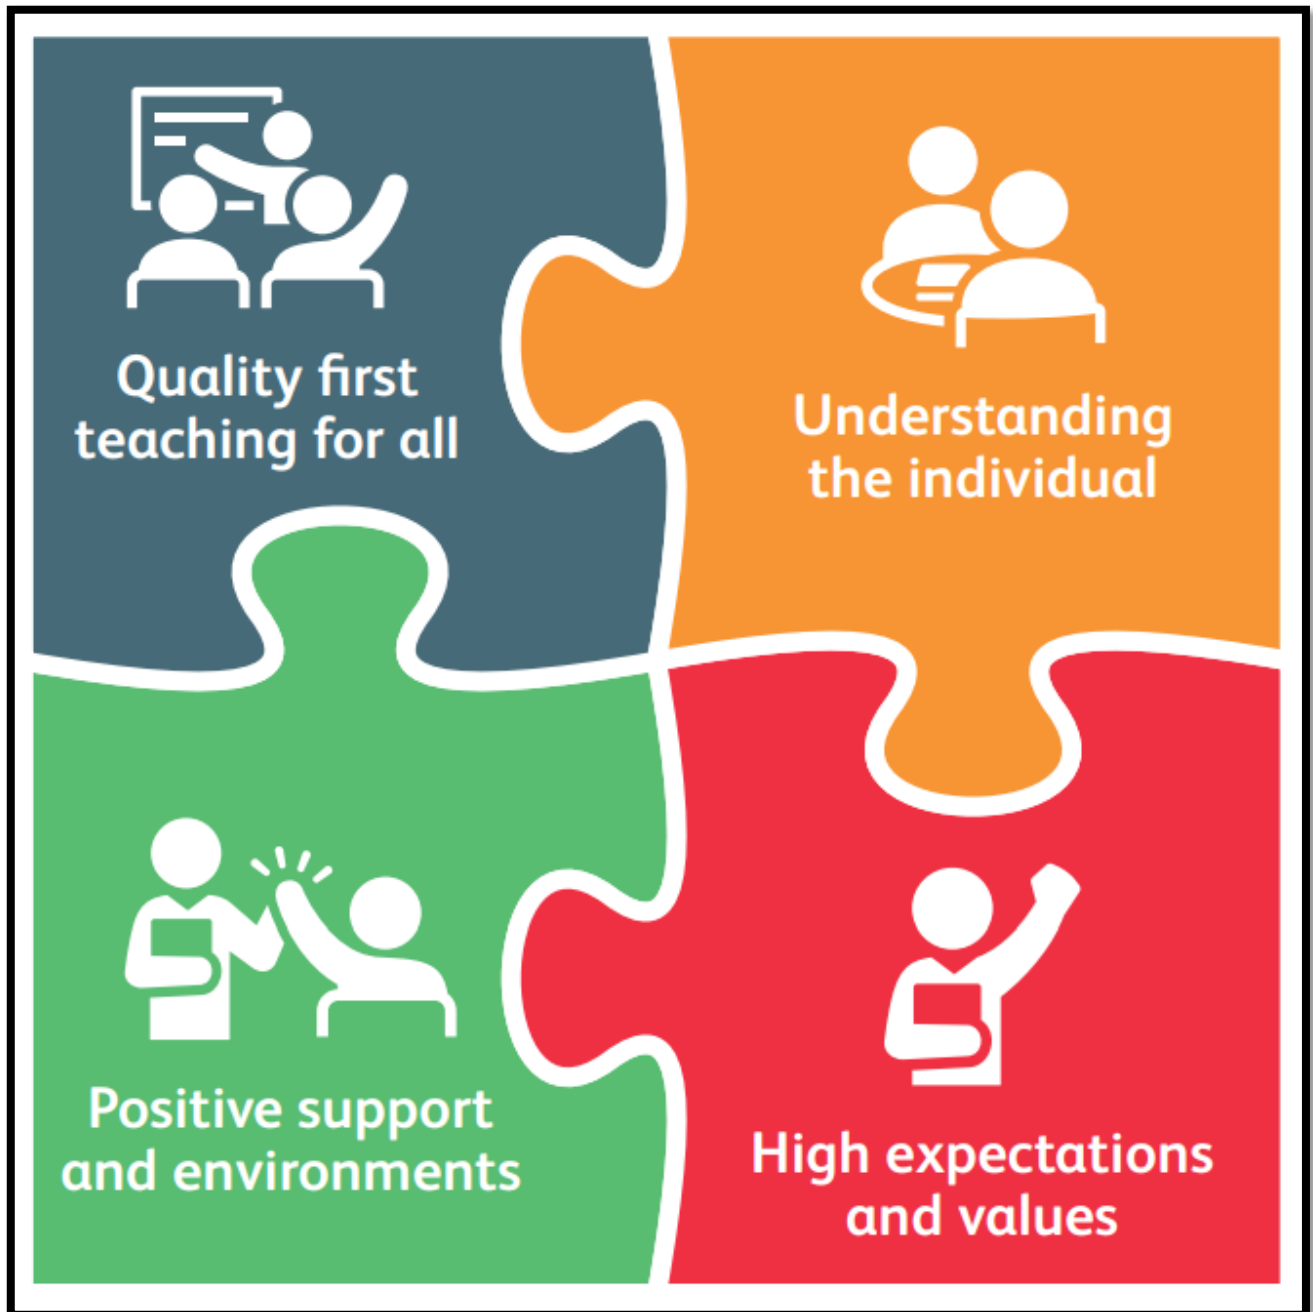 Quality first
teaching for all
Understanding
the individual
Positive support
and environments
High expectations
and values